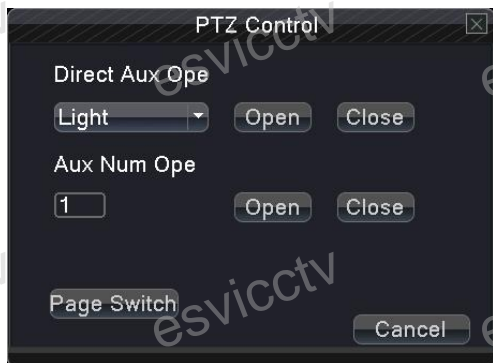 PTZ Control
Direct Aux Ope
Light Open Close
Aux Num Ope
1 Open Close
Page Switch
Cancel
esvicctv
esvicctv